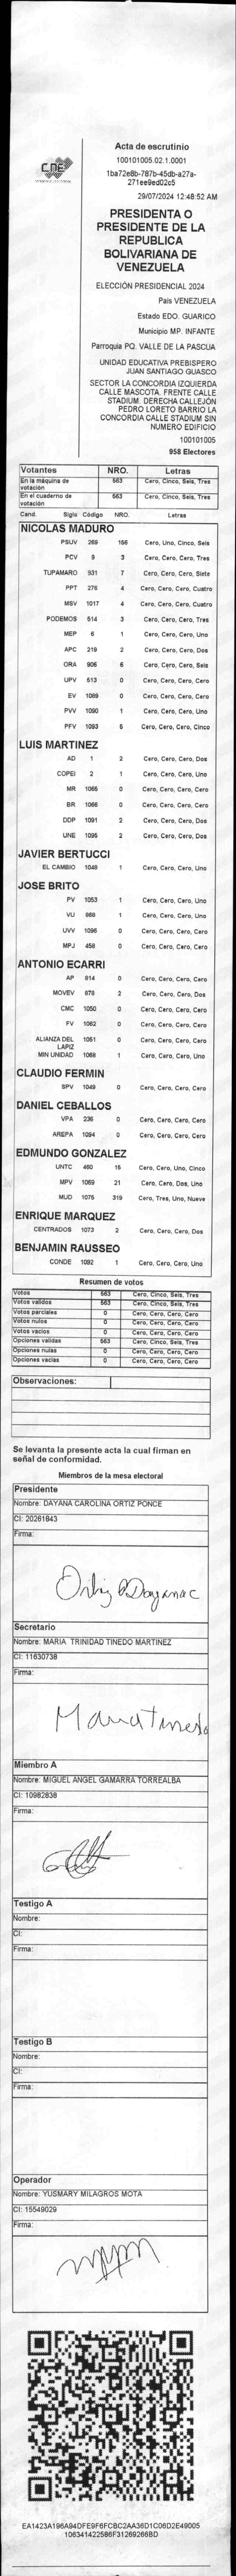 CNE
Acta de escrutinio
100101005.02.1.0001
1ba72e8b-787b-45db-a27a-
271ee9ed02c5
29/07/2024 12:48:52 AM
PRESIDENTA O
PRESIDENTE DE LA
REPUBLICA
BOLIVARIANA DE
VENEZUELA
ELECCIÓN PRESIDENCIAL 2024
País VENEZUELA
Estado EDO. GUARICO
Municipio MP. INFANTE
Parroquia PQ. VALLE DE LA PASCUA
UNIDAD EDUCATIVA PREBISPERO
JUAN SANTIAGO GUASCO
SECTOR LA CONCORDIA IZQUIERDA
CALLE MASCOTA. FRENTE CALLE
STADIUM. DERECHA CALLEJÓN
PEDRO LORETO BARRIO LA
CONCORDIA CALLE STADIUM SIN
NUMERO EDIFICIO
100101005
958 Electores
Votantes NRO. Letras
En la máquina de votación 563 Cero, Cinco, Seis, Tres
En el cuaderno de votación 563 Cero, Cinco, Seis, Tres
Cand. Sigla Código NRO. Letras
NICOLAS MADURO
PSUV 269 156 Cero, Uno, Cinco, Seis
PCV 9 3 Cero, Cero, Cero, Tres
TUPAMARO 931 7 Cero, Cero, Cero, Siete
PPT 276 4 Cero, Cero, Cero, Cuatro
MSV 1017 4 Cero, Cero, Cero, Cuatro
PODEMOS 514 3 Cero, Cero, Cero, Tres
MEP 6 1 Cero, Cero, Cero, Uno
APC 219 2 Cero, Cero, Cero, Dos
ORA 906 6 Cero, Cero, Cero, Seis
UPV 513 0 Cero, Cero, Cero, Cero
EV 1089 0 Cero, Cero, Cero, Cero
PVV 1090 1 Cero, Cero, Cero, Uno
PFV 1093 5 Cero, Cero, Cero, Cinco
LUIS MARTINEZ
AD 1 2 Cero, Cero, Cero, Dos
COPEI 2 1 Cero, Cero, Cero, Uno
MR 1065 0 Cero, Cero, Cero, Cero
BR 1066 0 Cero, Cero, Cero, Cero
DDP 1091 2 Cero, Cero, Cero, Dos
UNE 1095 2 Cero, Cero, Cero, Dos
JAVIER BERTUCCI
EL CAMBIO 1048 1 Cero, Cero, Cero, Uno
JOSE BRITO
PV 1053 1 Cero, Cero, Cero, Uno
VU 868 1 Cero, Cero, Cero, Uno
UVV 1096 0 Cero, Cero, Cero, Cero
MPJ 458 0 Cero, Cero, Cero, Cero
ANTONIO ECARRI
AP 814 0 Cero, Cero, Cero, Cero
MOVEV 878 2 Cero, Cero, Cero, Dos
CMC 1050 0 Cero, Cero, Cero, Cero
FV 1062 0 Cero, Cero, Cero, Cero
ALIANZA DEL LAPIZ 1051 0 Cero, Cero, Cero, Cero
MIN UNIDAD 1068 1 Cero, Cero, Cero, Uno
CLAUDIO FERMIN
SPV 1049 0 Cero, Cero, Cero, Cero
DANIEL CEBALLOS
VPA 236 0 Cero, Cero, Cero, Cero
AREPA 1094 0 Cero, Cero, Cero, Cero
EDMUNDO GONZALEZ
UNTC 460 15 Cero, Cero, Uno, Cinco
MPV 1069 21 Cero, Cero, Dos, Uno
MUD 1075 319 Cero, Tres, Uno, Nueve
ENRIQUE MARQUEZ
CENTRADOS 1073 2 Cero, Cero, Cero, Dos
BENJAMIN RAUSSEO
CONDE 1092 1 Cero, Cero, Cero, Uno
Resumen de votos
Votos 563 Cero, Cinco, Seis, Tres
Votos validos 563 Cero, Cinco, Seis, Tres
Votos parciales 0 Cero, Cero, Cero, Cero
Votos nulos 0 Cero, Cero, Cero, Cero
Votos vacios 0 Cero, Cero, Cero, Cero
Opciones validas 563 Cero, Cinco, Seis, Tres
Opciones nulas 0 Cero, Cero, Cero, Cero
Opciones vacias 0 Cero, Cero, Cero, Cero
Observaciones:
Se levanta la presente acta la cual firman en
señal de conformidad.
Miembros de la mesa electoral
Presidente
Nombre: DAYANA CAROLINA ORTIZ PONCE
CI: 20261843
Firma:
Secretario
Nombre: MARIA TRINIDAD TINEDO MARTINEZ
CI: 11630738
Firma:
Maria Tinedo
Miembro A
Nombre: MIGUEL ANGEL GAMARRA TORREALBA
CI: 10982838
Firma:
Testigo A
Nombre:
CI:
Firma:
Testigo B
Nombre:
CI:
Firma:
Operador
Nombre: YUSMARY MILAGROS MOTA
CI: 15549029
Firma:
EA1423A196A94DFE9F6FCBC2AA36D1C06D2E49005
106341422586F31269266BD